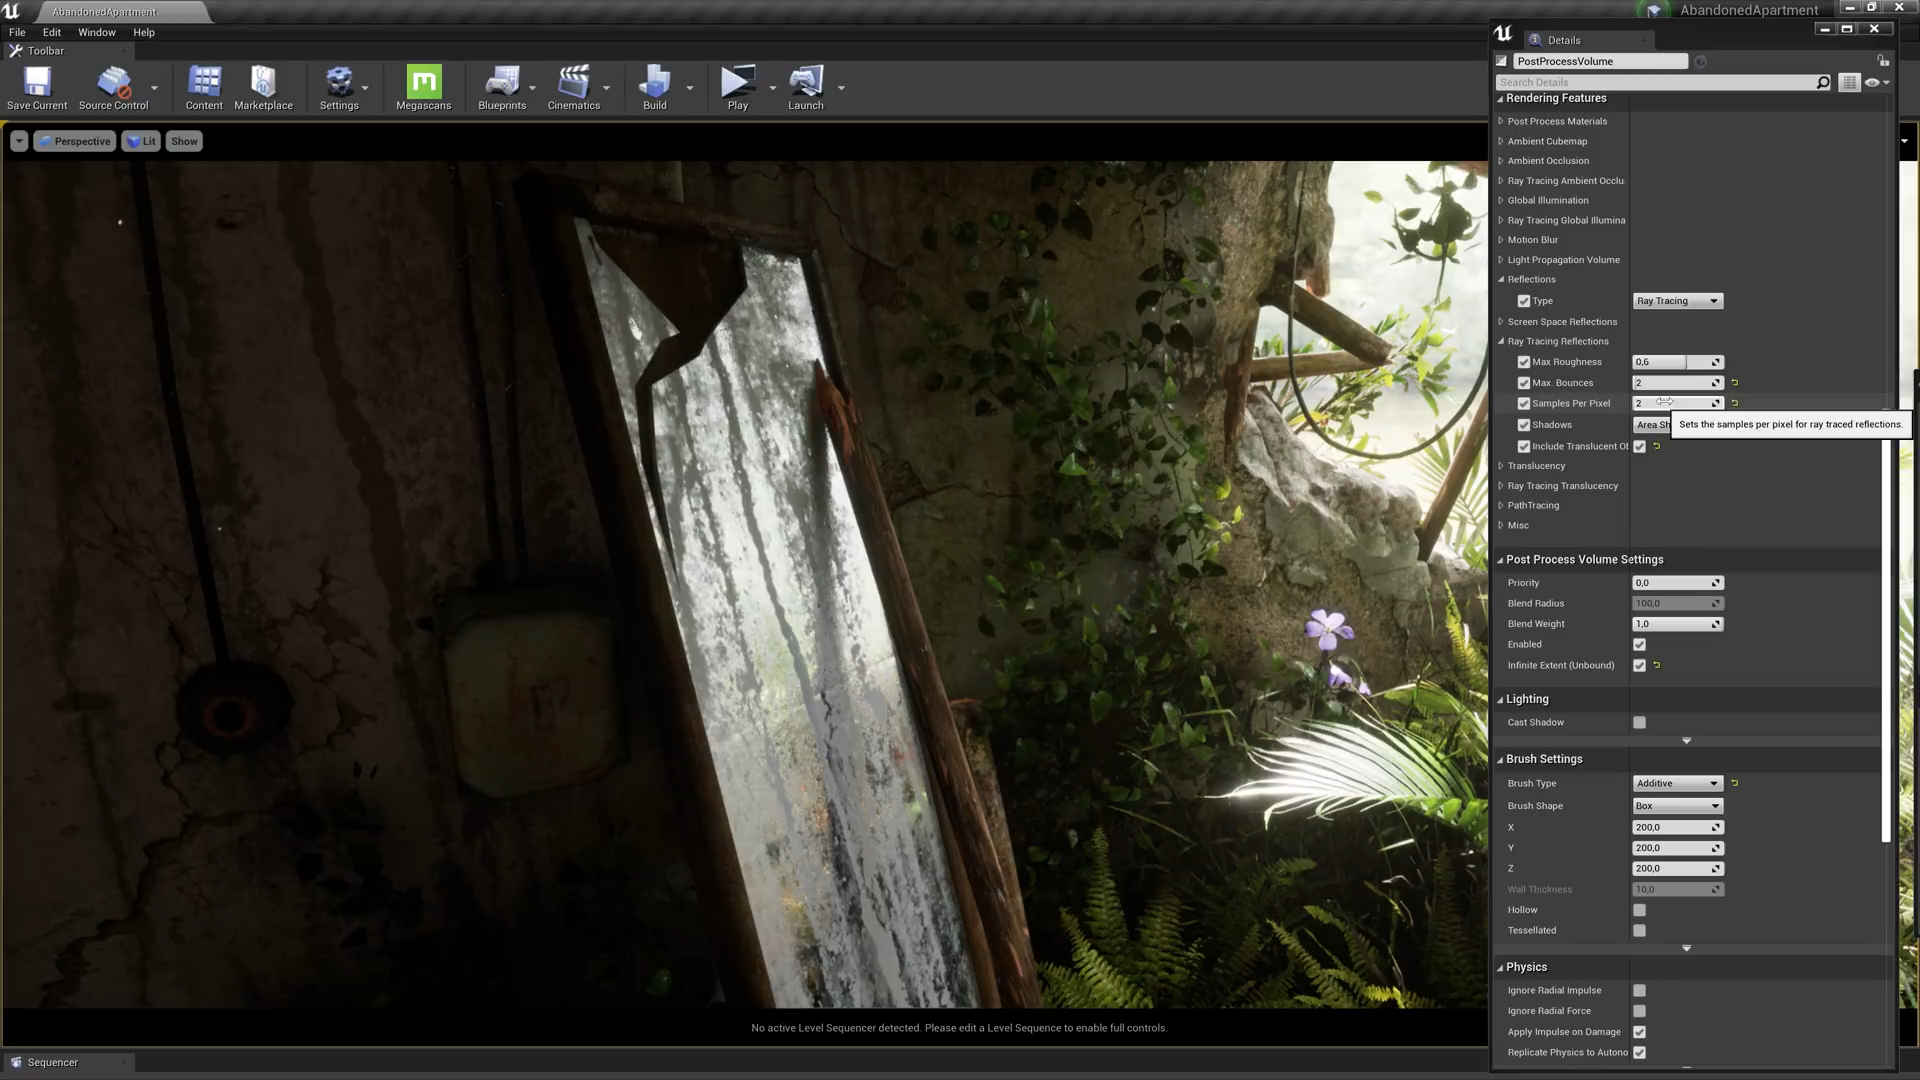 AbandonedApartment
AbandonedApartment
File Edit Window Help
Toolbar
Save Current
Source Control
Content
Marketplace
Settings
Megascans
Blueprints
Cinematics
Build
Play
Launch
Perspective
Lit
Show
Details
PostProcessVolume
Search Details
Rendering Features
Post Process Materials
Ambient Cubemap
Ambient Occlusion
Ray Tracing Ambient Occlu
Global Illumination
Ray Tracing Global Illumina
Motion Blur
Light Propagation Volume
Reflections
Type Ray Tracing
Screen Space Reflections
Ray Tracing Reflections
Max Roughness 0,6
Max. Bounces 2
Samples Per Pixel 2
Shadows Area Sh
Sets the samples per pixel for ray traced reflections.
Include Translucent Ob
Translucency
Ray Tracing Translucency
PathTracing
Misc
Post Process Volume Settings
Priority 0,0
Blend Radius 100,0
Blend Weight 1,0
Enabled
Infinite Extent (Unbound)
Lighting
Cast Shadow
Brush Settings
Brush Type Additive
Brush Shape Box
X 200,0
Y 200,0
Z 200,0
Wall Thickness 10,0
Hollow
Tessellated
Physics
Ignore Radial Impulse
Ignore Radial Force
Apply Impulse on Damage
Replicate Physics to Autono
No active Level Sequencer detected. Please edit a Level Sequence to enable full controls.
Sequencer